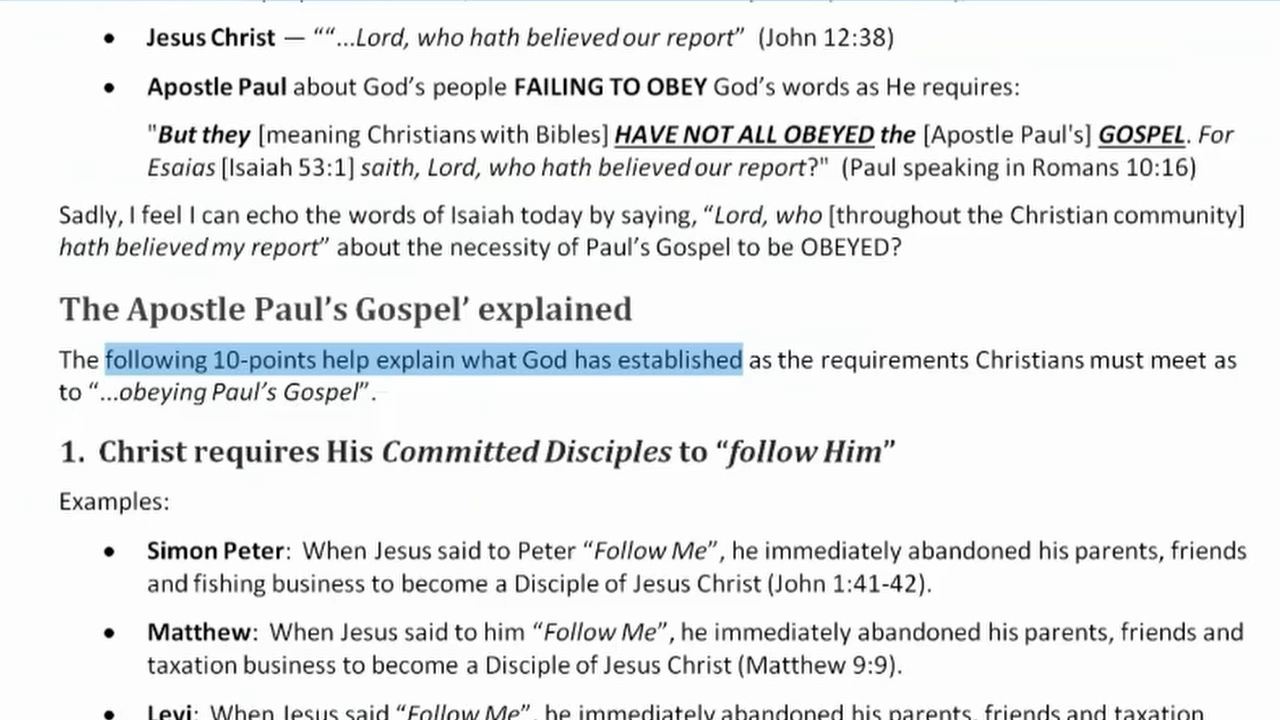 • Jesus Christ — ““...Lord, who hath believed our report” (John 12:38)
• Apostle Paul about God’s people FAILING TO OBEY God’s words as He requires:
"But they [meaning Christians with Bibles] HAVE NOT ALL OBEYED the [Apostle Paul's] GOSPEL. For
Esaias [Isaiah 53:1] saith, Lord, who hath believed our report?" (Paul speaking in Romans 10:16)
Sadly, I feel I can echo the words of Isaiah today by saying, “Lord, who [throughout the Christian community]
hath believed my report” about the necessity of Paul’s Gospel to be OBEYED?
The Apostle Paul’s Gospel’ explained
The following 10-points help explain what God has established as the requirements Christians must meet as
to “...obeying Paul’s Gospel”.
1. Christ requires His Committed Disciples to “follow Him”
Examples:
• Simon Peter: When Jesus said to Peter “Follow Me”, he immediately abandoned his parents, friends
and fishing business to become a Disciple of Jesus Christ (John 1:41-42).
• Matthew: When Jesus said to him “Follow Me”, he immediately abandoned his parents, friends and
taxation business to become a Disciple of Jesus Christ (Matthew 9:9).
• Levi: When Jesus said “Follow Me”, he immediately abandoned his parents, friends and taxation